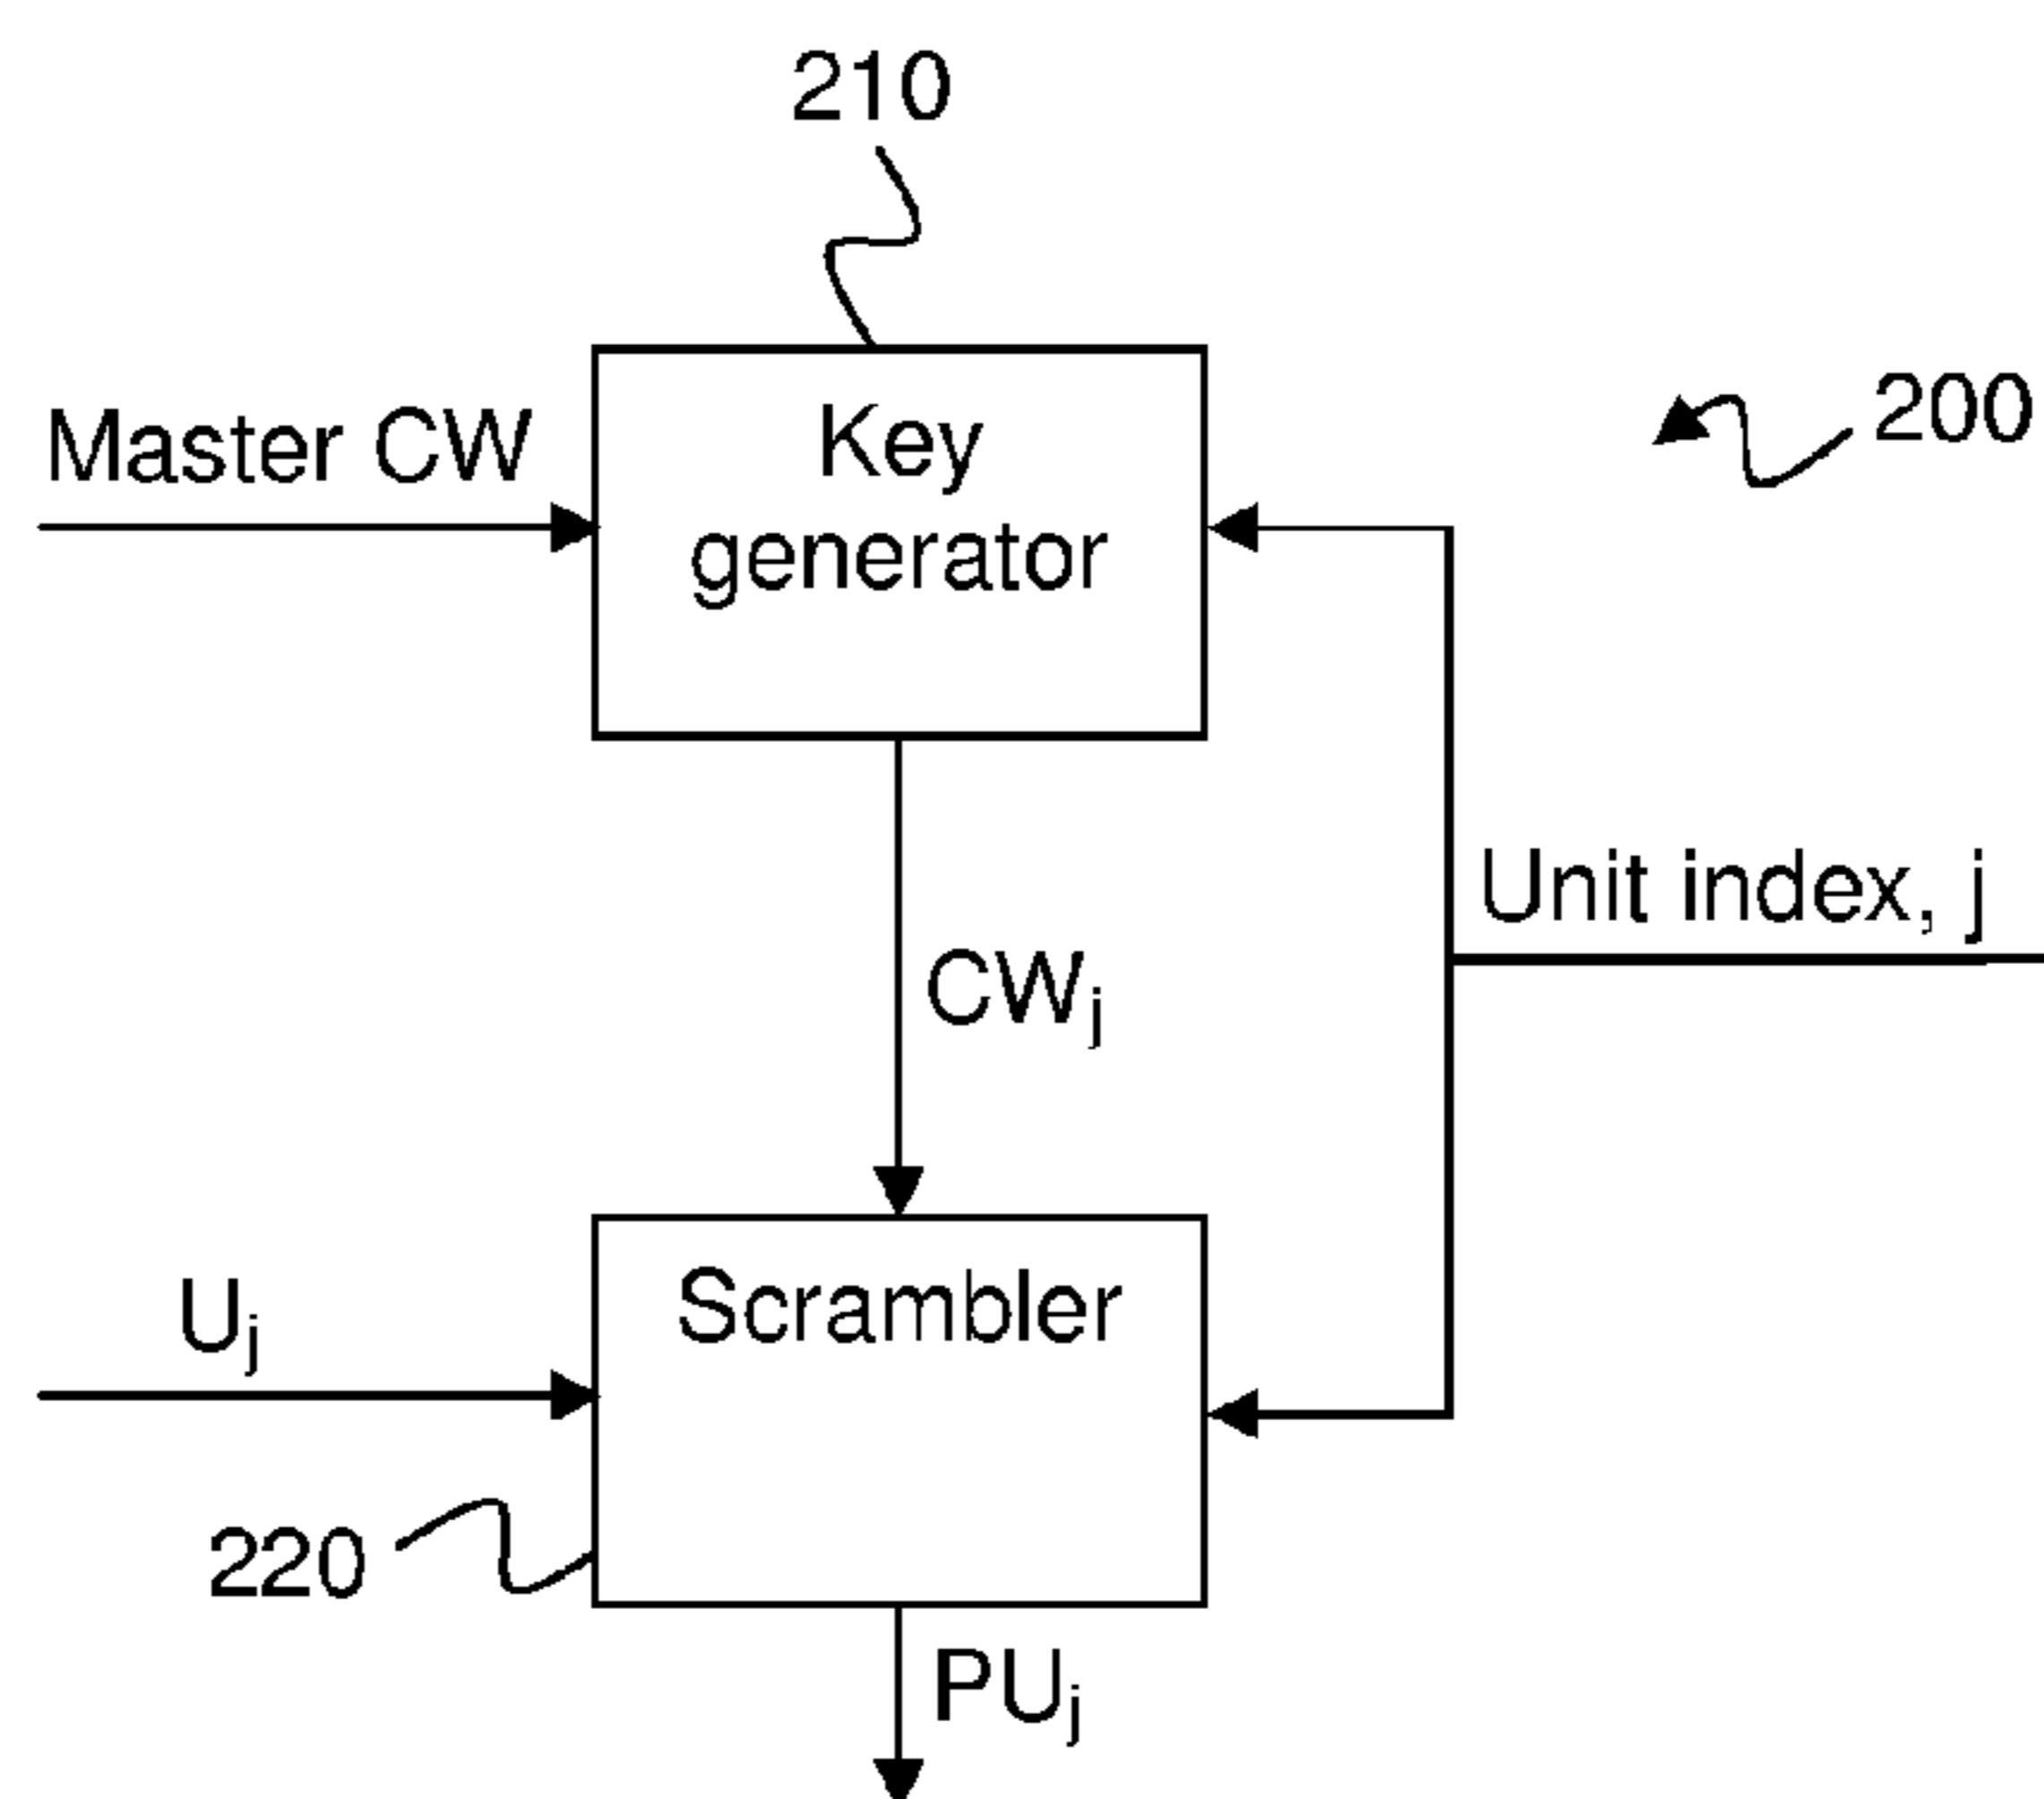 210
Master CW
Key
generator
200
Unit index, j
CWj
Uj
Scrambler
220
PUj